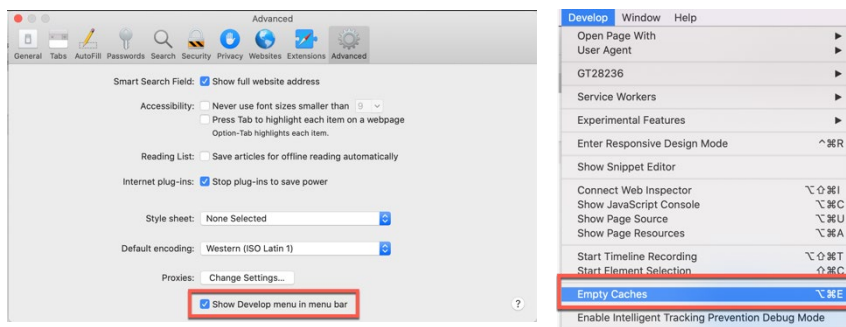 Advanced
General Tabs AutoFill Passwords Search Security Privacy Websites Extensions Advanced
Smart Search Field: Show full website address
Accessibility: Never use font sizes smaller than 9
Press Tab to highlight each item on a webpage
Option-Tab highlights each item.
Reading List: Save articles for offline reading automatically
Internet plug-ins: Stop plug-ins to save power
Style sheet: None Selected
Default encoding: Western (ISO Latin 1)
Proxies: Change Settings...
Show Develop menu in menu bar ?
Develop Window Help
Open Page With
User Agent
GT28236
Service Workers
Experimental Features
Enter Responsive Design Mode ^⌘R
Show Snippet Editor
Connect Web Inspector ⌥⇧⌘I
Show JavaScript Console ⌥⌘C
Show Page Source ⌥⌘U
Show Page Resources ⌥⌘A
Start Timeline Recording ⌥⇧⌘T
Start Element Selection ⇧⌘C
Empty Caches ⌥⌘E
Enable Intelligent Tracking Prevention Debug Mode